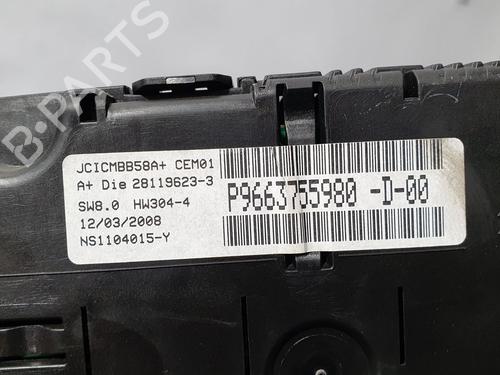 JCICMBB58A+ CEM01
A+ Die 28119623-3
SW8.0 HW304-4
12/03/2008
NS1104015-Y
P9663755980 -D-00
B-PARTS